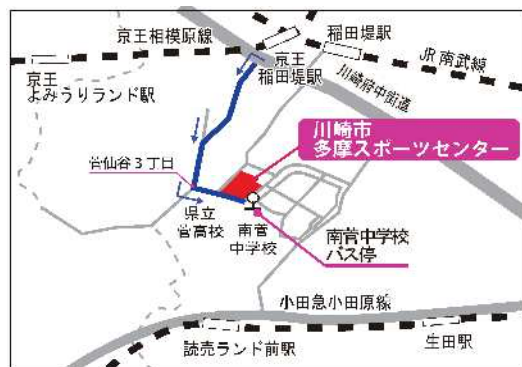 京王相模原線
稲田堤駅
JR南武線
京王
稲田堤駅
京王
よみうりランド駅
川崎府中街道
川崎市
多摩スポーツセンター
菅仙谷3丁目
県立
菅高校
南菅
中学校
南菅中学校
バス停
小田急小田原線
読売ランド前駅
生田駅